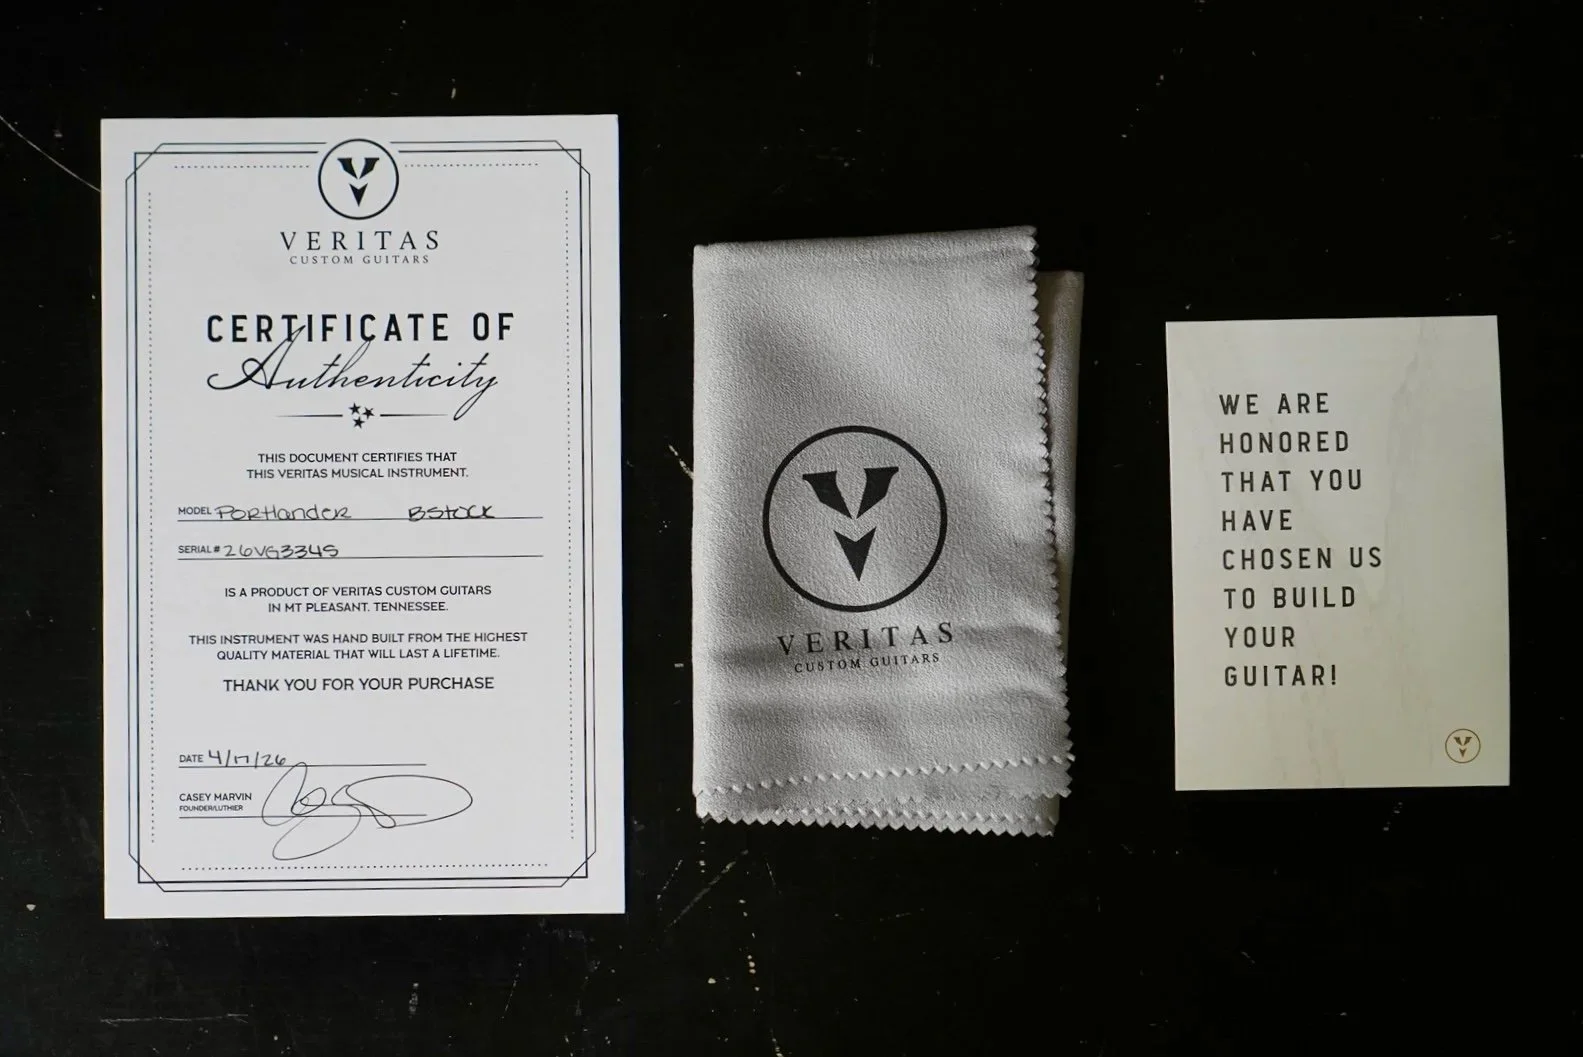 VERITAS
CUSTOM GUITARS
CERTIFICATE OF
Authenticity
THIS DOCUMENT CERTIFIES THAT
THIS VERITAS MUSICAL INSTRUMENT.
MODEL PORtlander BStock
SERIAL# 26VG334S
IS A PRODUCT OF VERITAS CUSTOM GUITARS
IN MT PLEASANT. TENNESSEE.
THIS INSTRUMENT WAS HAND BUILT FROM THE HIGHEST
QUALITY MATERIAL THAT WILL LAST A LIFETIME.
THANK YOU FOR YOUR PURCHASE
DATE 4/17/26
CASEY MARVIN
FOUNDER/LUTHIER
VERITAS
CUSTOM GUITARS
WE ARE
HONORED
THAT YOU
HAVE
CHOSEN US
TO BUILD
YOUR
GUITAR!